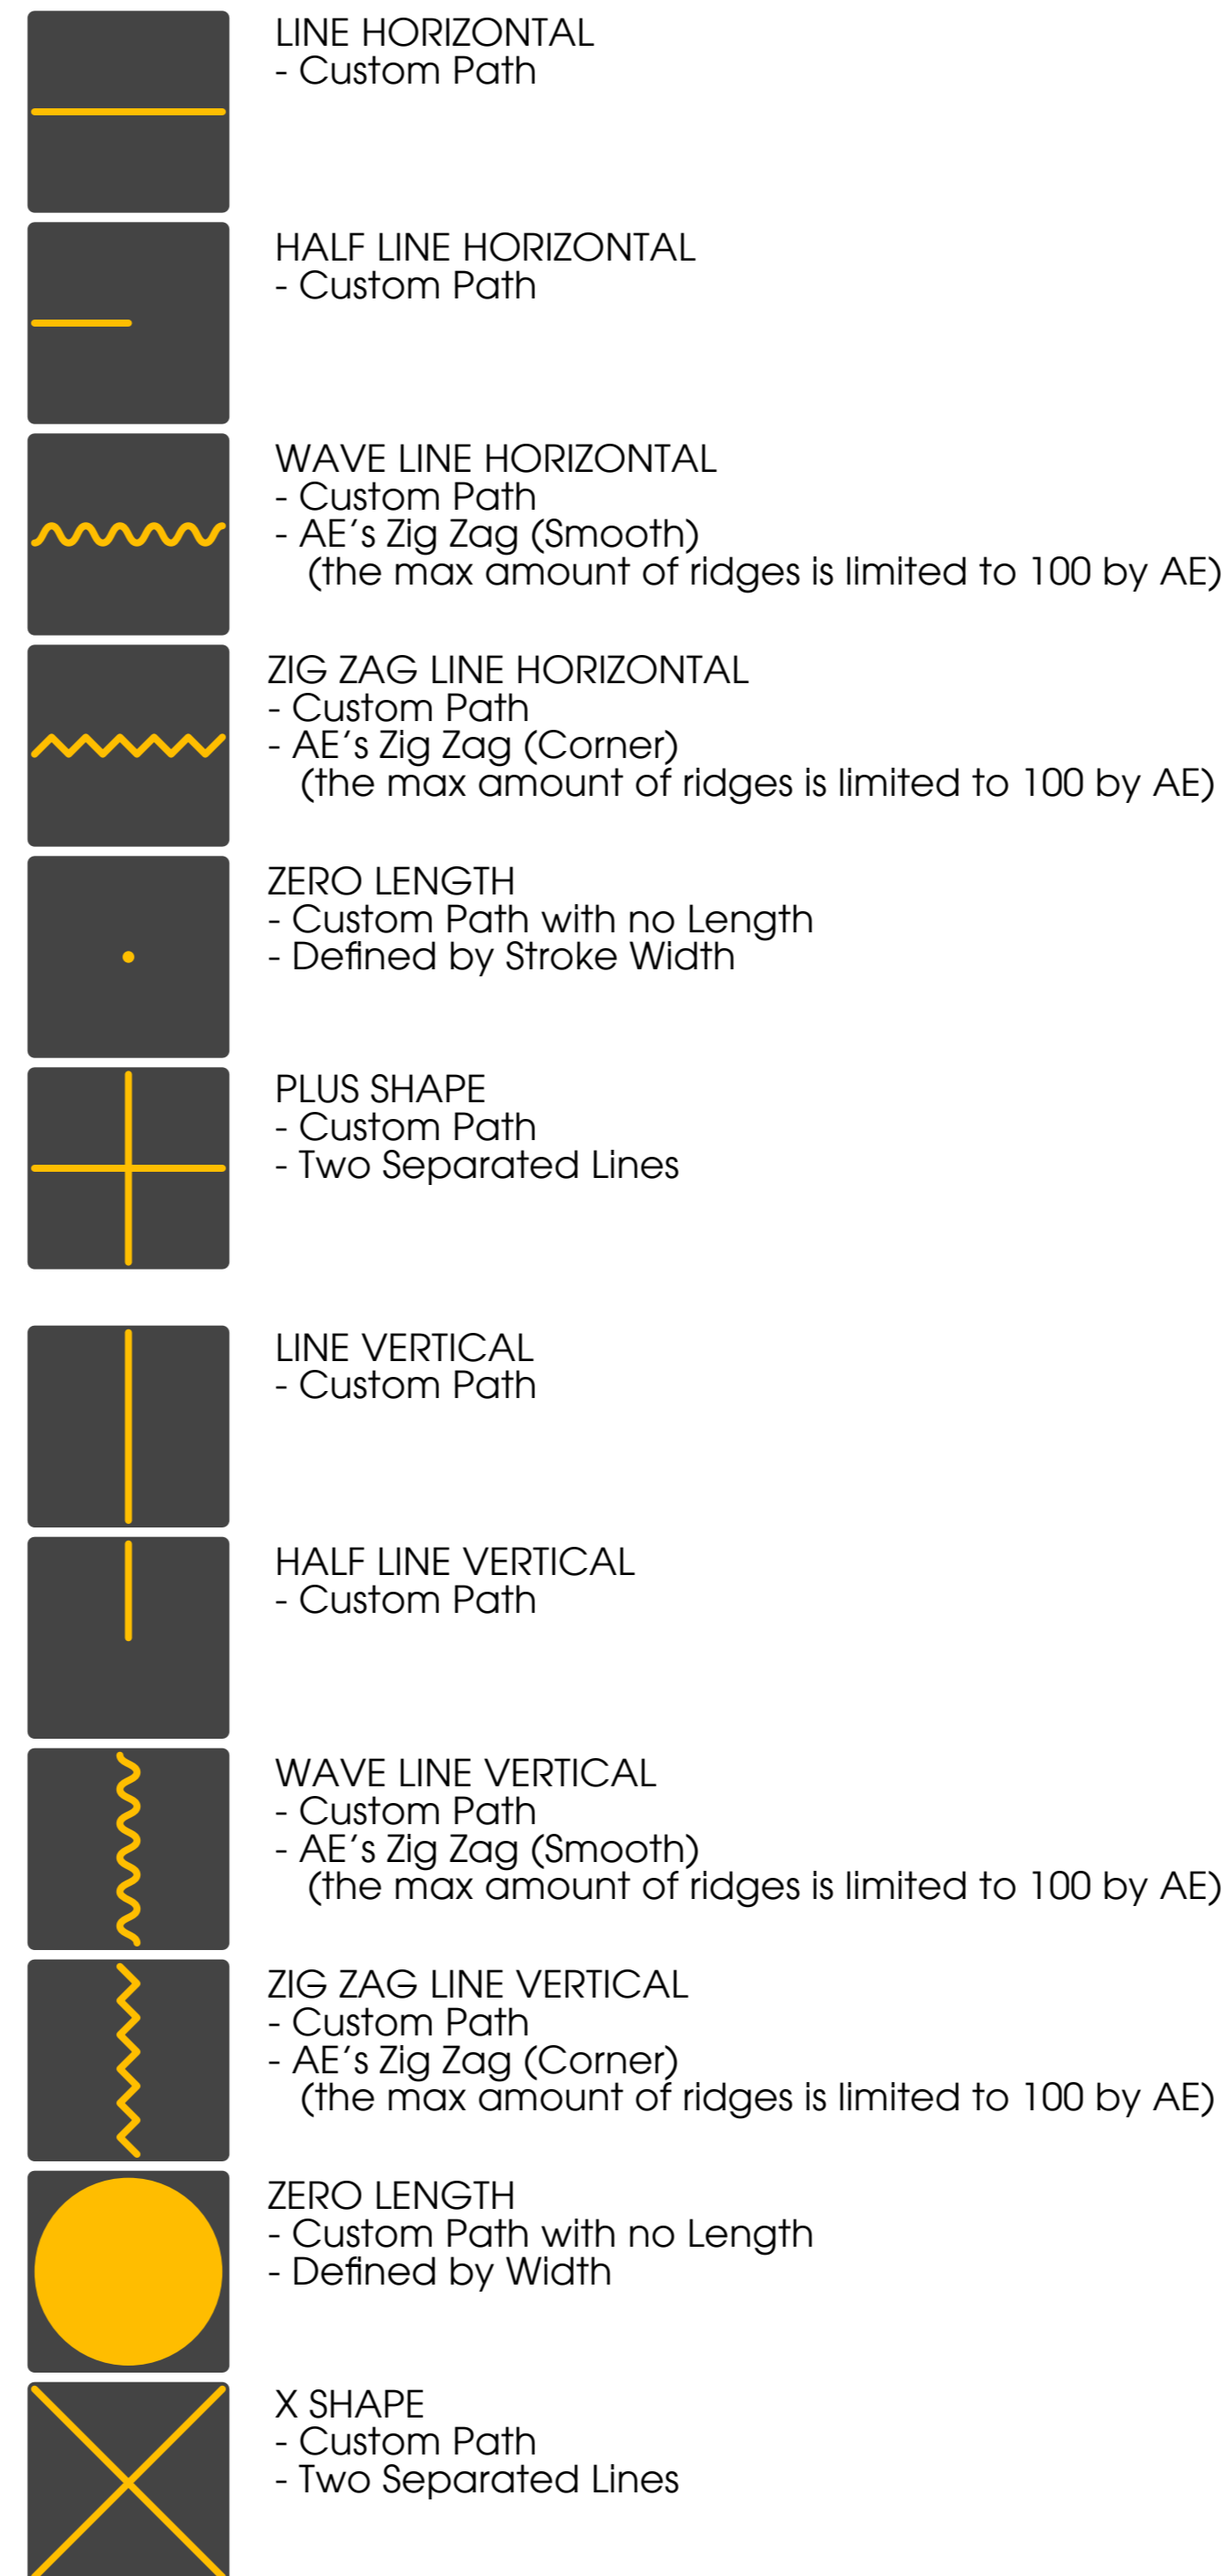 LINE HORIZONTAL
- Custom Path
HALF LINE HORIZONTAL
- Custom Path
WAVE LINE HORIZONTAL
- Custom Path
- AE's Zig Zag (Smooth)
(the max amount of ridges is limited to 100 by AE)
ZIG ZAG LINE HORIZONTAL
- Custom Path
- AE's Zig Zag (Corner)
(the max amount of ridges is limited to 100 by AE)
ZERO LENGTH
- Custom Path with no Length
- Defined by Stroke Width
PLUS SHAPE
- Custom Path
- Two Separated Lines
LINE VERTICAL
- Custom Path
HALF LINE VERTICAL
- Custom Path
WAVE LINE VERTICAL
- Custom Path
- AE's Zig Zag (Smooth)
(the max amount of ridges is limited to 100 by AE)
ZIG ZAG LINE VERTICAL
- Custom Path
- AE's Zig Zag (Corner)
(the max amount of ridges is limited to 100 by AE)
ZERO LENGTH
- Custom Path with no Length
- Defined by Width
X SHAPE
- Custom Path
- Two Separated Lines